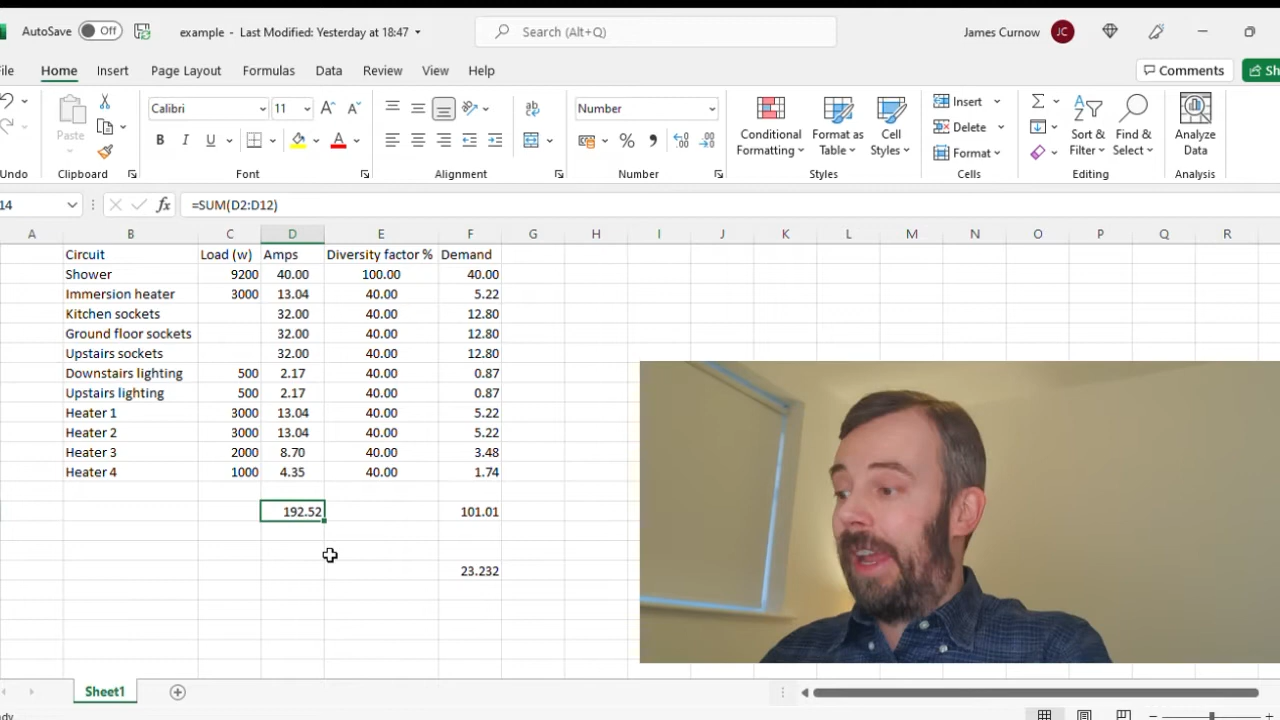 AutoSave Off example - Last Modified: Yesterday at 18:47 Search (Alt+Q) James Curnow JC
File Home Insert Page Layout Formulas Data Review View Help Comments Sh
Calibri 11 Number Insert
Paste Conditional Formatting Format as Table Cell Styles Delete Sort & Filter Find & Select Analyze Data
B I U Format
Undo Clipboard Font Alignment Number Styles Cells Editing Analysis
14 fx =SUM(D2:D12)
A B C D E F G H I J K L M N O P Q R
Circuit Load (w) Amps Diversity factor % Demand
Shower 9200 40.00 100.00 40.00
Immersion heater 3000 13.04 40.00 5.22
Kitchen sockets 32.00 40.00 12.80
Ground floor sockets 32.00 40.00 12.80
Upstairs sockets 32.00 40.00 12.80
Downstairs lighting 500 2.17 40.00 0.87
Upstairs lighting 500 2.17 40.00 0.87
Heater 1 3000 13.04 40.00 5.22
Heater 2 3000 13.04 40.00 5.22
Heater 3 2000 8.70 40.00 3.48
Heater 4 1000 4.35 40.00 1.74
192.52 101.01
23.232
Sheet1